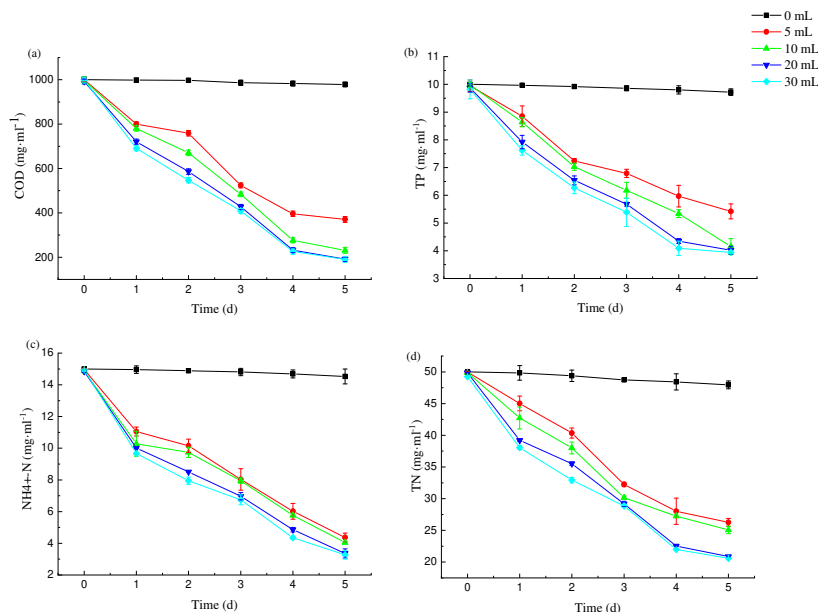 0 mL
5 mL
10 mL
20 mL
30 mL
(a)
1000
800
600
400
200
COD (mg·ml⁻¹)
0 1 2 3 4 5
Time (d)
(b)
11
10
9
8
7
6
5
4
3
TP (mg·ml⁻¹)
0 1 2 3 4 5
Time (d)
(c)
16
14
12
10
8
6
4
2
NH4+-N (mg·ml⁻¹)
0 1 2 3 4 5
Time (d)
(d)
50
45
40
35
30
25
20
TN (mg·ml⁻¹)
0 1 2 3 4 5
Time (d)